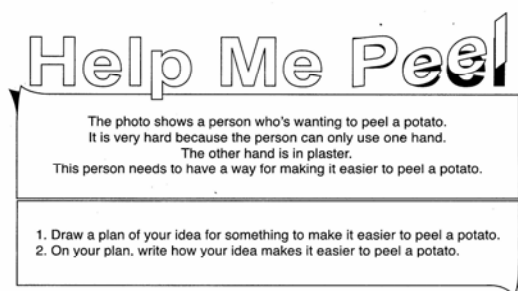 Help Me Peel
The photo shows a person who's wanting to peel a potato.
It is very hard because the person can only use one hand.
The other hand is in plaster.
This person needs to have a way for making it easier to peel a potato.
1. Draw a plan of your idea for something to make it easier to peel a potato.
2. On your plan, write how your idea makes it easier to peel a potato.